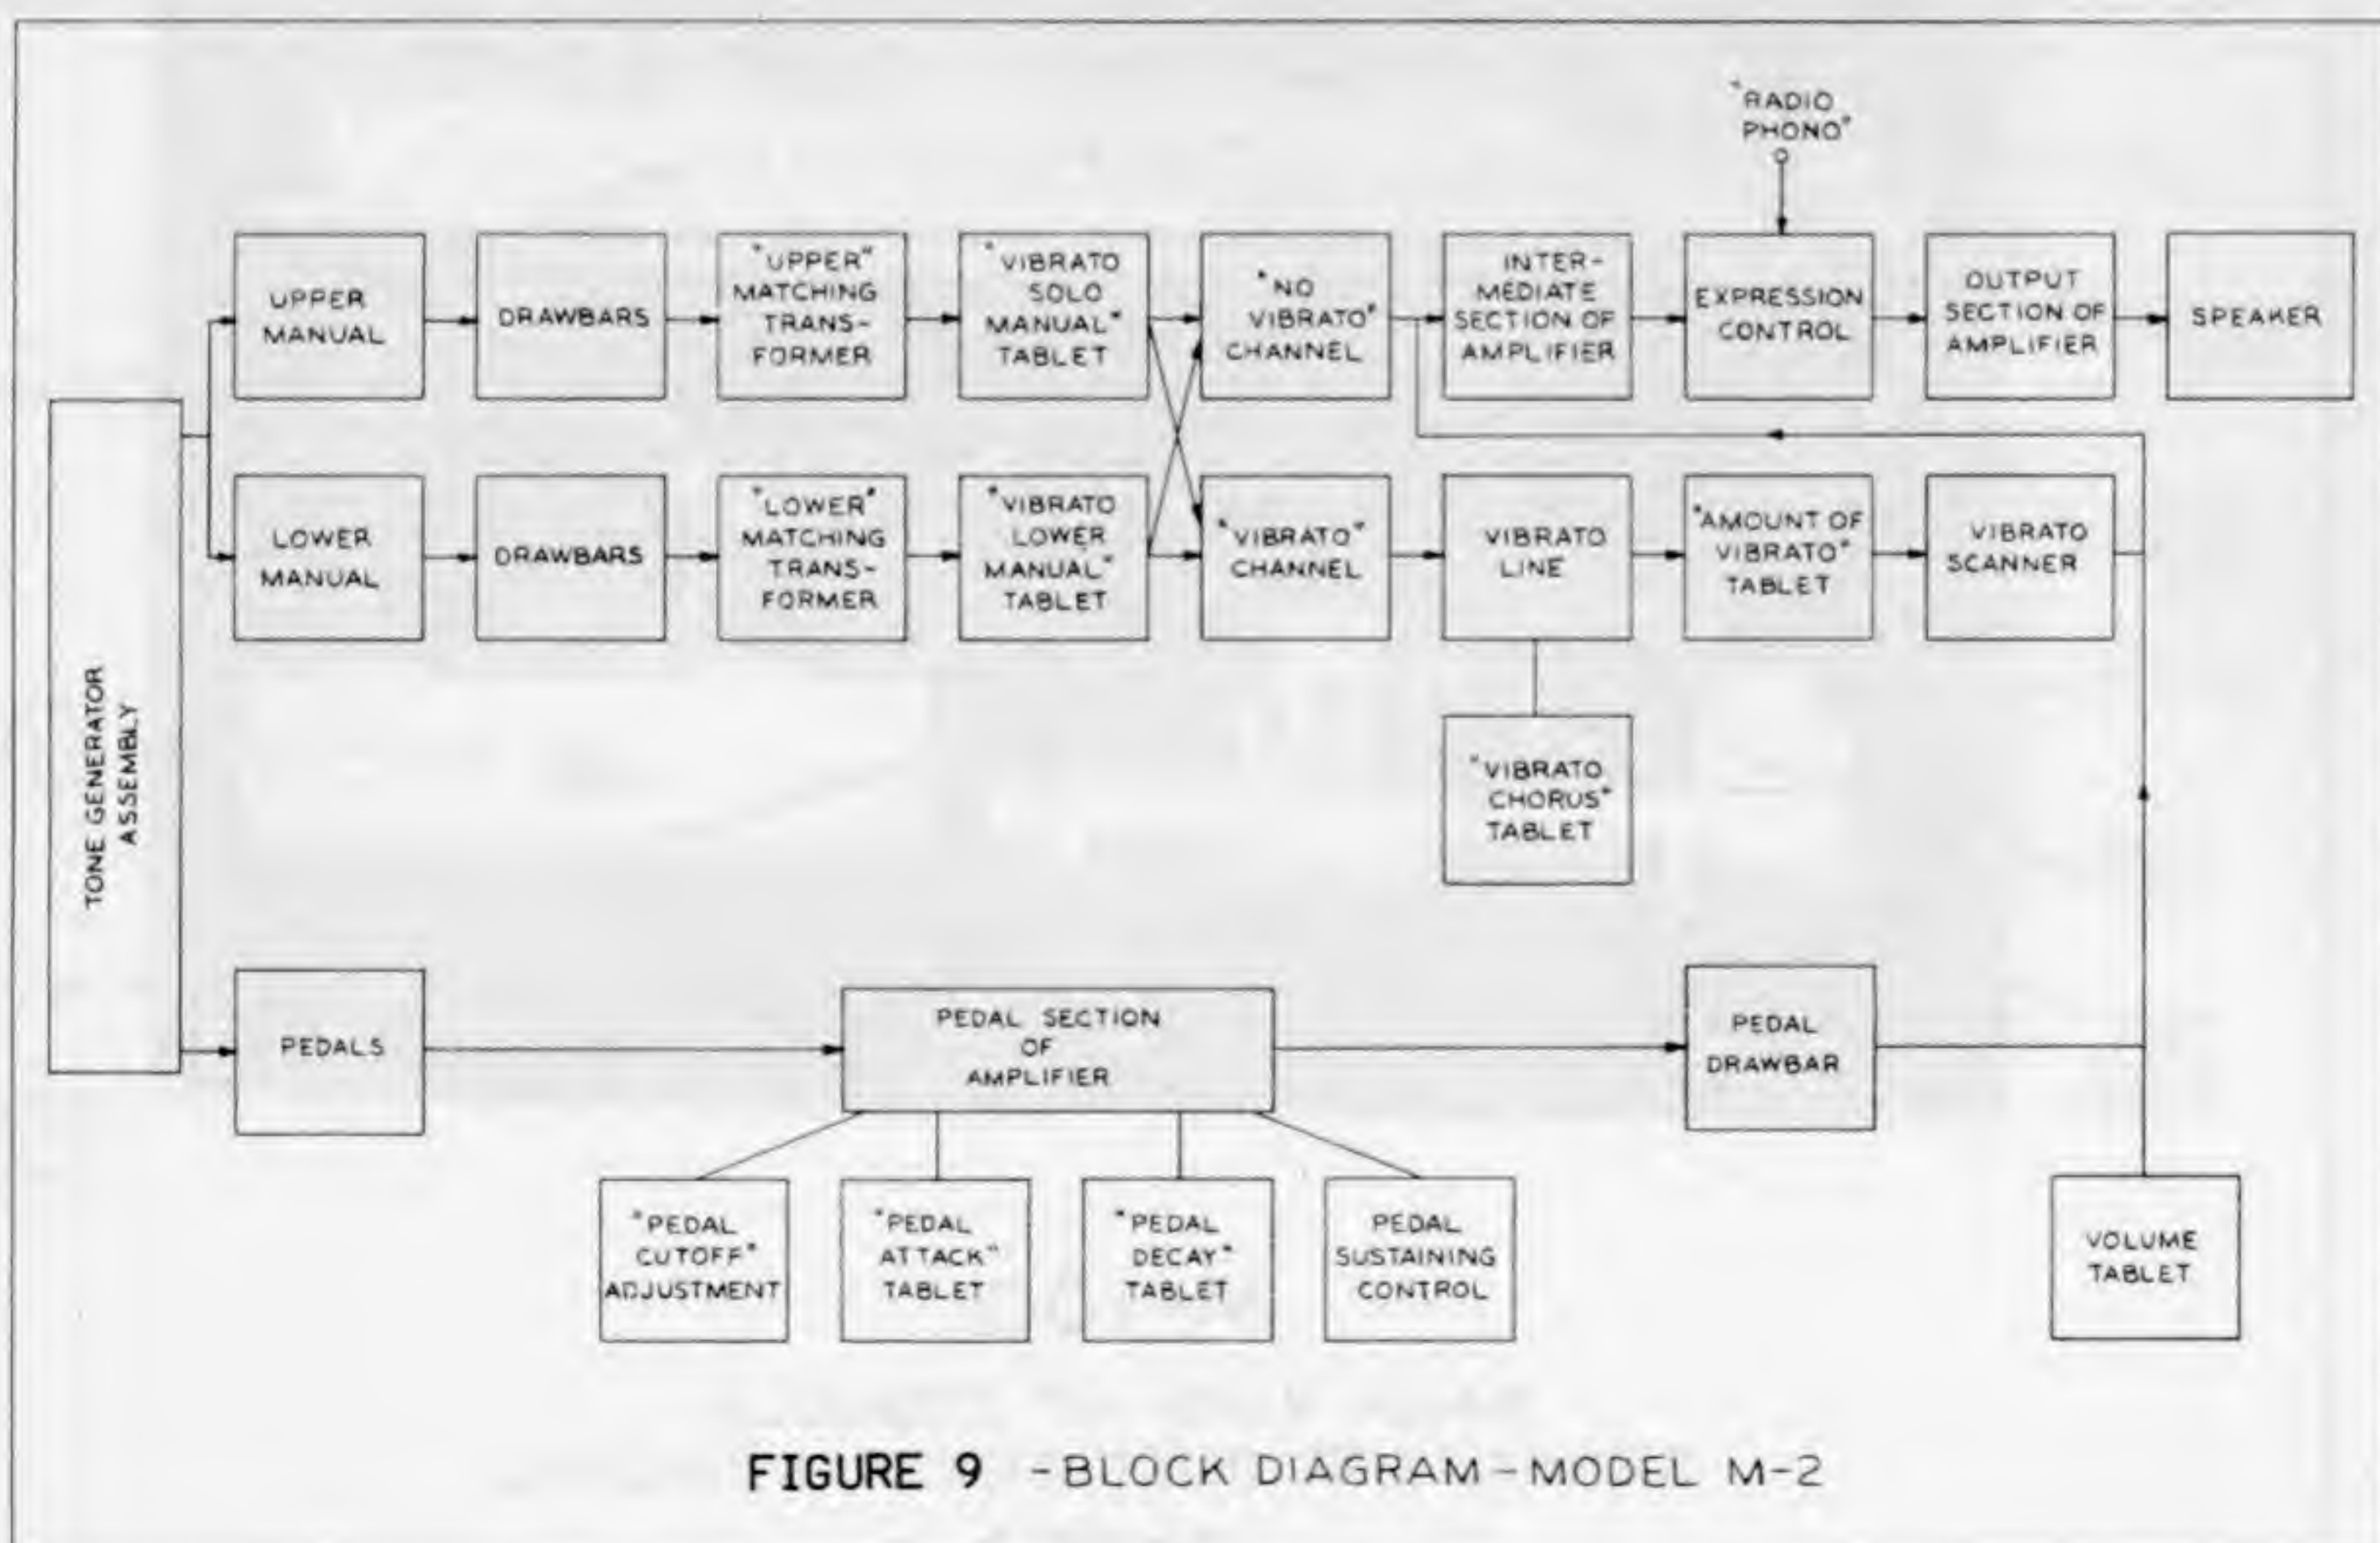 "RADIO
PHONO"
UPPER
MANUAL
DRAWBARS
"UPPER"
MATCHING
TRANS-
FORMER
"VIBRATO
SOLO
MANUAL"
TABLET
"NO
VIBRATO"
CHANNEL
INTER-
MEDIATE
SECTION OF
AMPLIFIER
EXPRESSION
CONTROL
OUTPUT
SECTION OF
AMPLIFIER
SPEAKER
TONE GENERATOR
ASSEMBLY
LOWER
MANUAL
DRAWBARS
"LOWER"
MATCHING
TRANS-
FORMER
"VIBRATO
LOWER
MANUAL"
TABLET
"VIBRATO"
CHANNEL
VIBRATO
LINE
"AMOUNT OF
VIBRATO"
TABLET
VIBRATO
SCANNER
"VIBRATO
CHORUS"
TABLET
PEDALS
PEDAL SECTION
OF
AMPLIFIER
PEDAL
DRAWBAR
"PEDAL
CUTOFF"
ADJUSTMENT
"PEDAL
ATTACK"
TABLET
"PEDAL
DECAY"
TABLET
PEDAL
SUSTAINING
CONTROL
VOLUME
TABLET
FIGURE 9 -BLOCK DIAGRAM-MODEL M-2